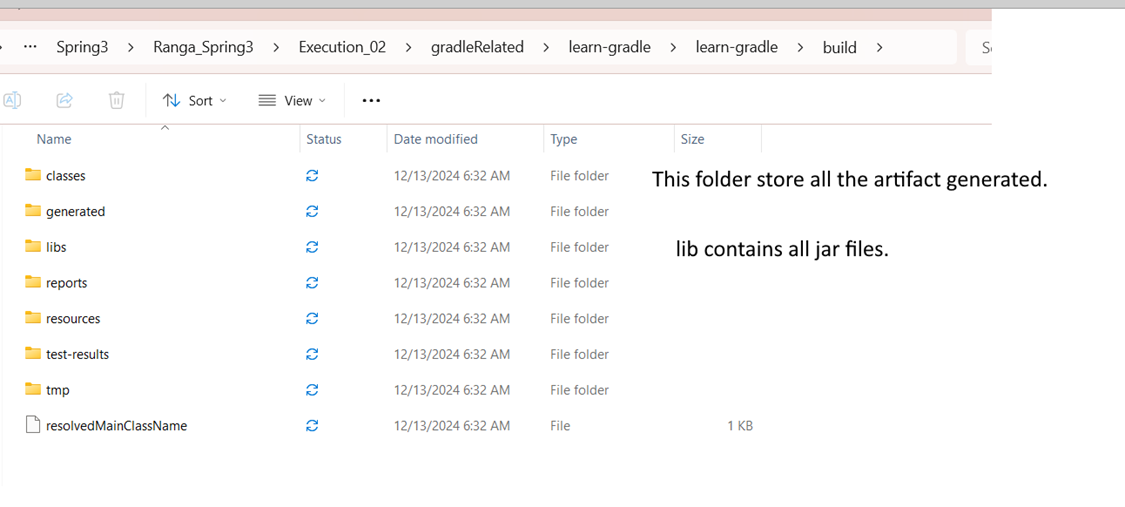 ··· Spring3 > Ranga_Spring3 > Execution_02 > gradleRelated > learn-gradle > learn-gradle > build >
Sort View ···
Name Status Date modified Type Size
classes 12/13/2024 6:32 AM File folder
This folder store all the artifact generated.
generated 12/13/2024 6:32 AM File folder
libs 12/13/2024 6:32 AM File folder
lib contains all jar files.
reports 12/13/2024 6:32 AM File folder
resources 12/13/2024 6:32 AM File folder
test-results 12/13/2024 6:32 AM File folder
tmp 12/13/2024 6:32 AM File folder
resolvedMainClassName 12/13/2024 6:32 AM File 1 KB